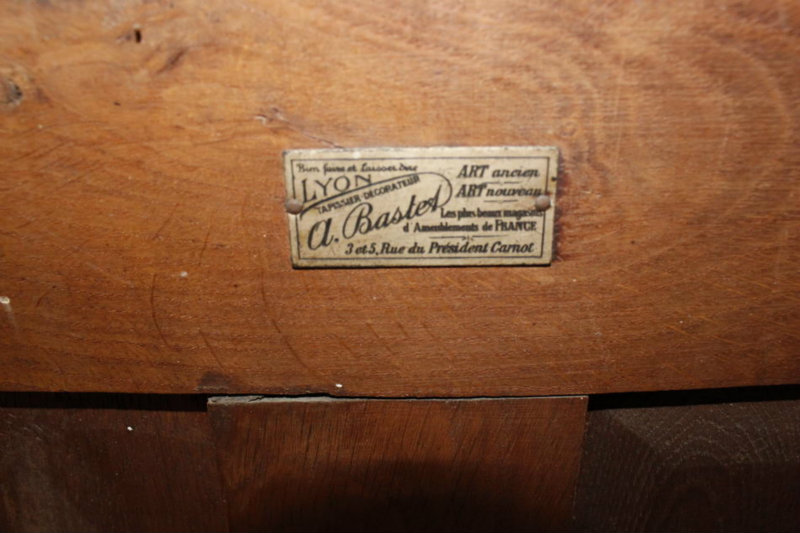 Bien faire et laisser dire
LYON
TAPISSIER DÉCORATEUR
A. Bastet
ART ancien
ART nouveau
Les plus beaux magasins
d'Ameublements de FRANCE
3 et 5, Rue du Président Carnot